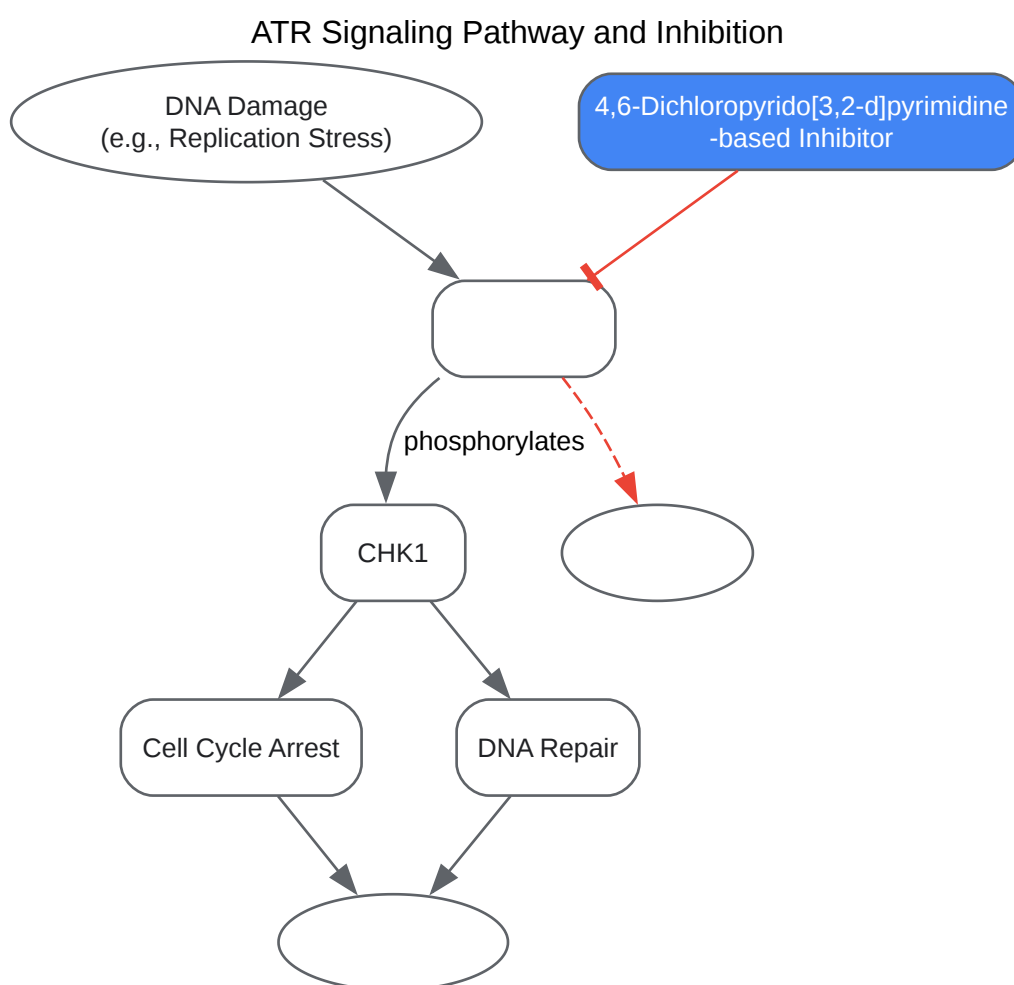 ATR Signaling Pathway and Inhibition
DNA Damage
(e.g., Replication Stress)
4,6-Dichloropyrido[3,2-d]pyrimidine
-based Inhibitor
phosphorylates
CHK1
Cell Cycle Arrest
DNA Repair